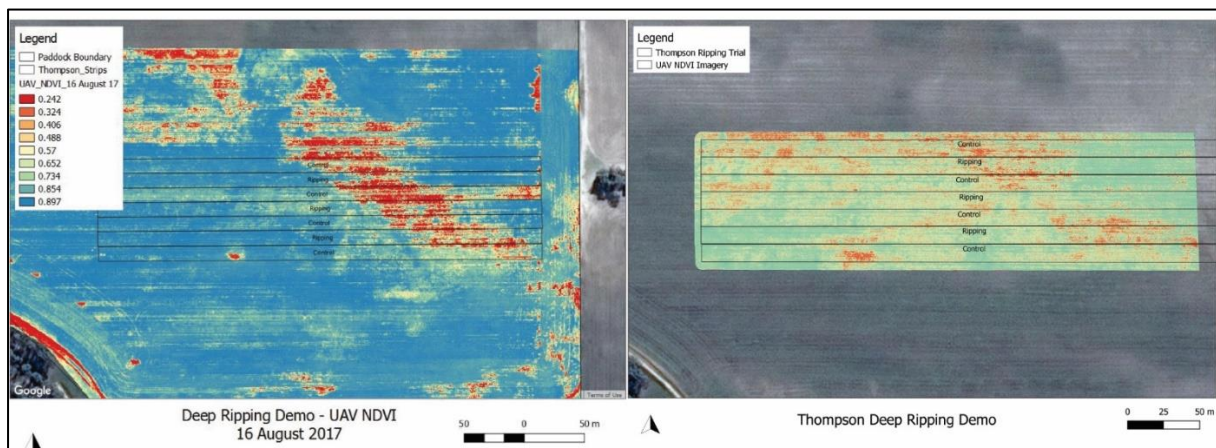 Legend
Paddock Boundary
Thompson_Strips
UAV_NDVI_16 August 17
0.242
0.324
0.406
0.488
0.57
0.652
0.734
0.854
0.897
Control
Ripping
Control
Ripping
Control
Ripping
Control
Google
Terms of Use
Deep Ripping Demo - UAV NDVI
16 August 2017
50 0 50 m
Legend
Thompson Ripping Trial
UAV NDVI Imagery
Control
Ripping
Control
Ripping
Control
Ripping
Control
Thompson Deep Ripping Demo
0 25 50 m